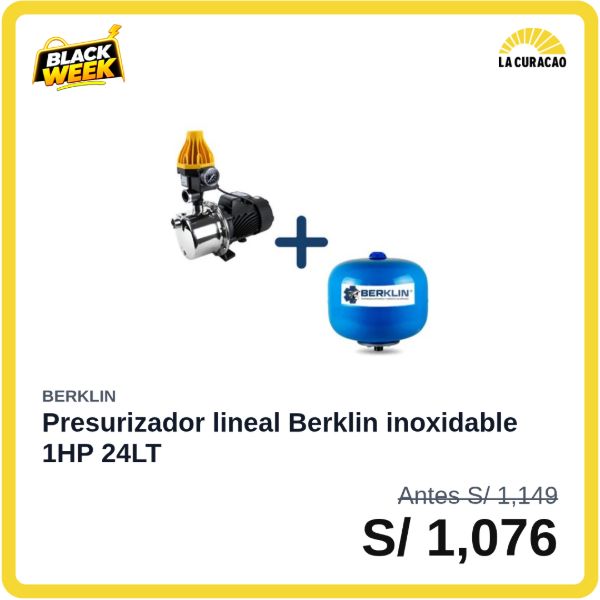 BLACK
WEEK
LA CURACAO
BERKLIN®
BERKLIN
Presurizador lineal Berklin inoxidable
1HP 24LT
Antes S/ 1,149
S/ 1,076